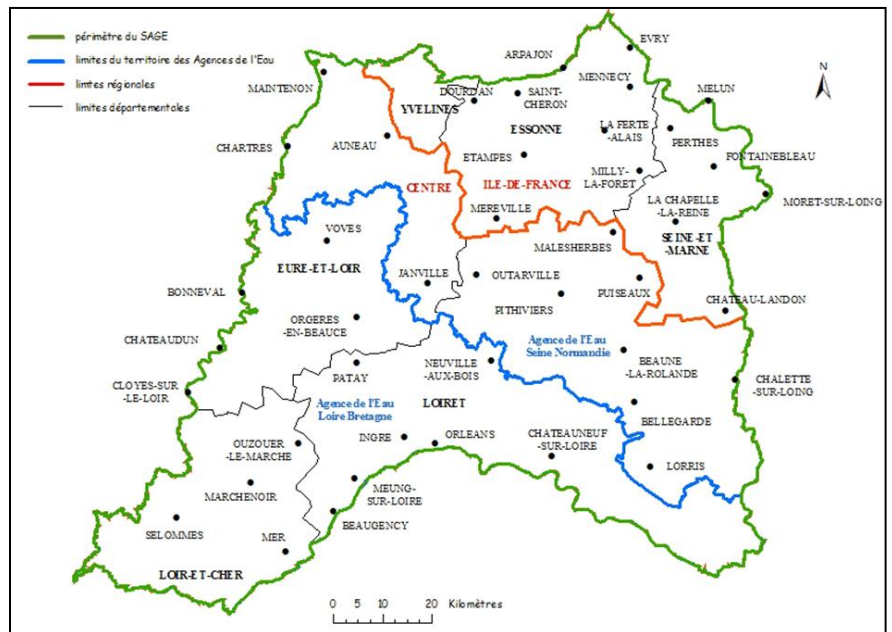 périmètre du SAGE
limites du territoire des Agences de l'Eau
limtes régionales
limites départementales
N
EVRY
ARPAJON
MENNECY
MAINTENON
DOURDAN
SAINT-
CHERON
MELUN
YVELINES
ESSONNE
LA FERTE
-ALAIS
PERTHES
CHARTRES
AUNEAU
ETAMPES
FONTAINEBLEAU
MILLY-
LA-FORET
CENTRE
ILE-DE-FRANCE
MORET-SUR-LOING
LA CHAPELLE
-LA-REINE
MEREVILLE
VOVES
MALESHERBES
SEINE-ET
-MARNE
EURE-ET-LOIR
JANVILLE
OUTARVILLE
PUISEAUX
BONNEVAL
PITHIVIERS
CHATEAU-LANDON
ORGERES
-EN-BEAUCE
CHATEAUDUN
Agence de l'Eau
Seine Normandie
NEUVILLE
-AUX-BOIS
BEAUNE
-LA-ROLANDE
PATAY
CHALETTE
-SUR-LOING
CLOYES-SUR
-LE-LOIR
Agence de l'Eau
Loire Bretagne
LOIRET
BELLEGARDE
INGRE
ORLEANS
CHATEAUNEUF
-SUR-LOIRE
OUZOUER
-LE-MARCHE
LORRIS
MARCHENOIR
MEUNG-
SUR-LOIRE
BEAUGENCY
SELOMMES
MER
LOIR-ET-CHER
0 10 20 Kilomètres